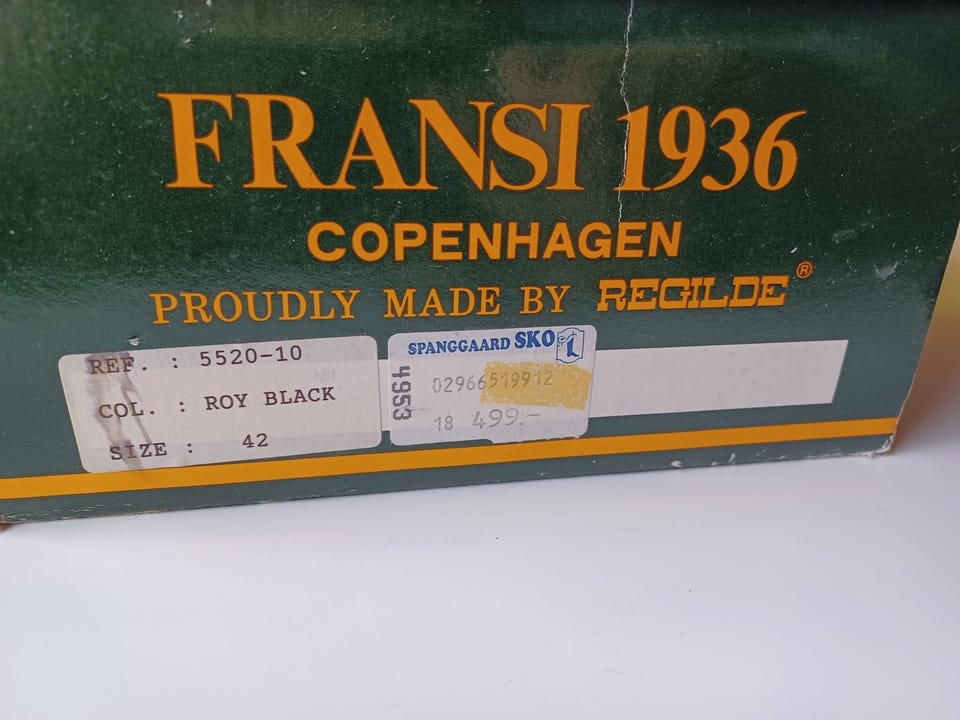 FRANSI 1936
COPENHAGEN
PROUDLY MADE BY REGILDE®
REF. : 5520-10
COL. : ROY BLACK
SIZE : 42
SPANGGAARD SKO
4953
02966519912
18 499.-